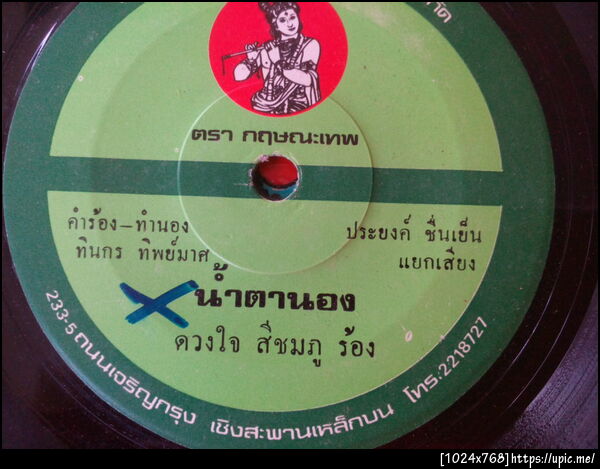 ตรา กฤษณะเทพ
คำร้อง-ทำนอง
ทินกร ทิพย์มาศ
ประยงค์ ชื่นเย็น
แยกเสียง
น้ำตานอง
ดวงใจ สีชมภู ร้อง
233-5 ถนนเจริญกรุง เชิงสะพานเหล็กบน โทร.2218727
[1024x768]https://upic.me/